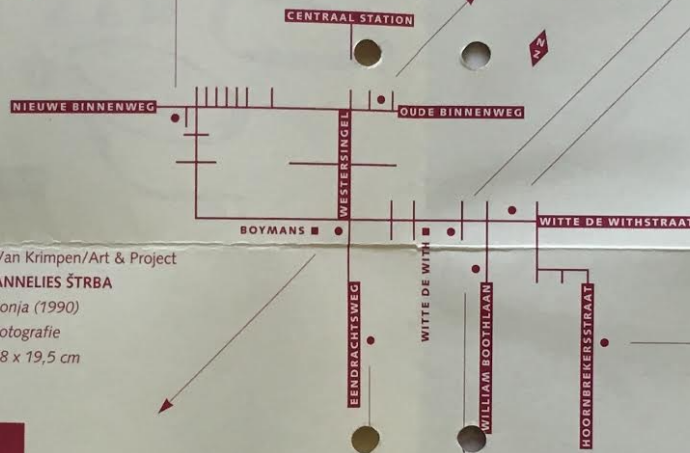 CENTRAAL STATION
N
Z
NIEUWE BINNENWEG
OUDE BINNENWEG
WESTERSINGEL
WITTE DE WITHSTRAAT
BOYMANS
WITTE DE WITH
EENDRACHTSWEG
WILLIAM BOOTHLAAN
HOORNBREKERSSTRAAT
Van Krimpen/Art & Project
ANNELIES ŠTRBA
onja (1990)
otografie
8 x 19,5 cm